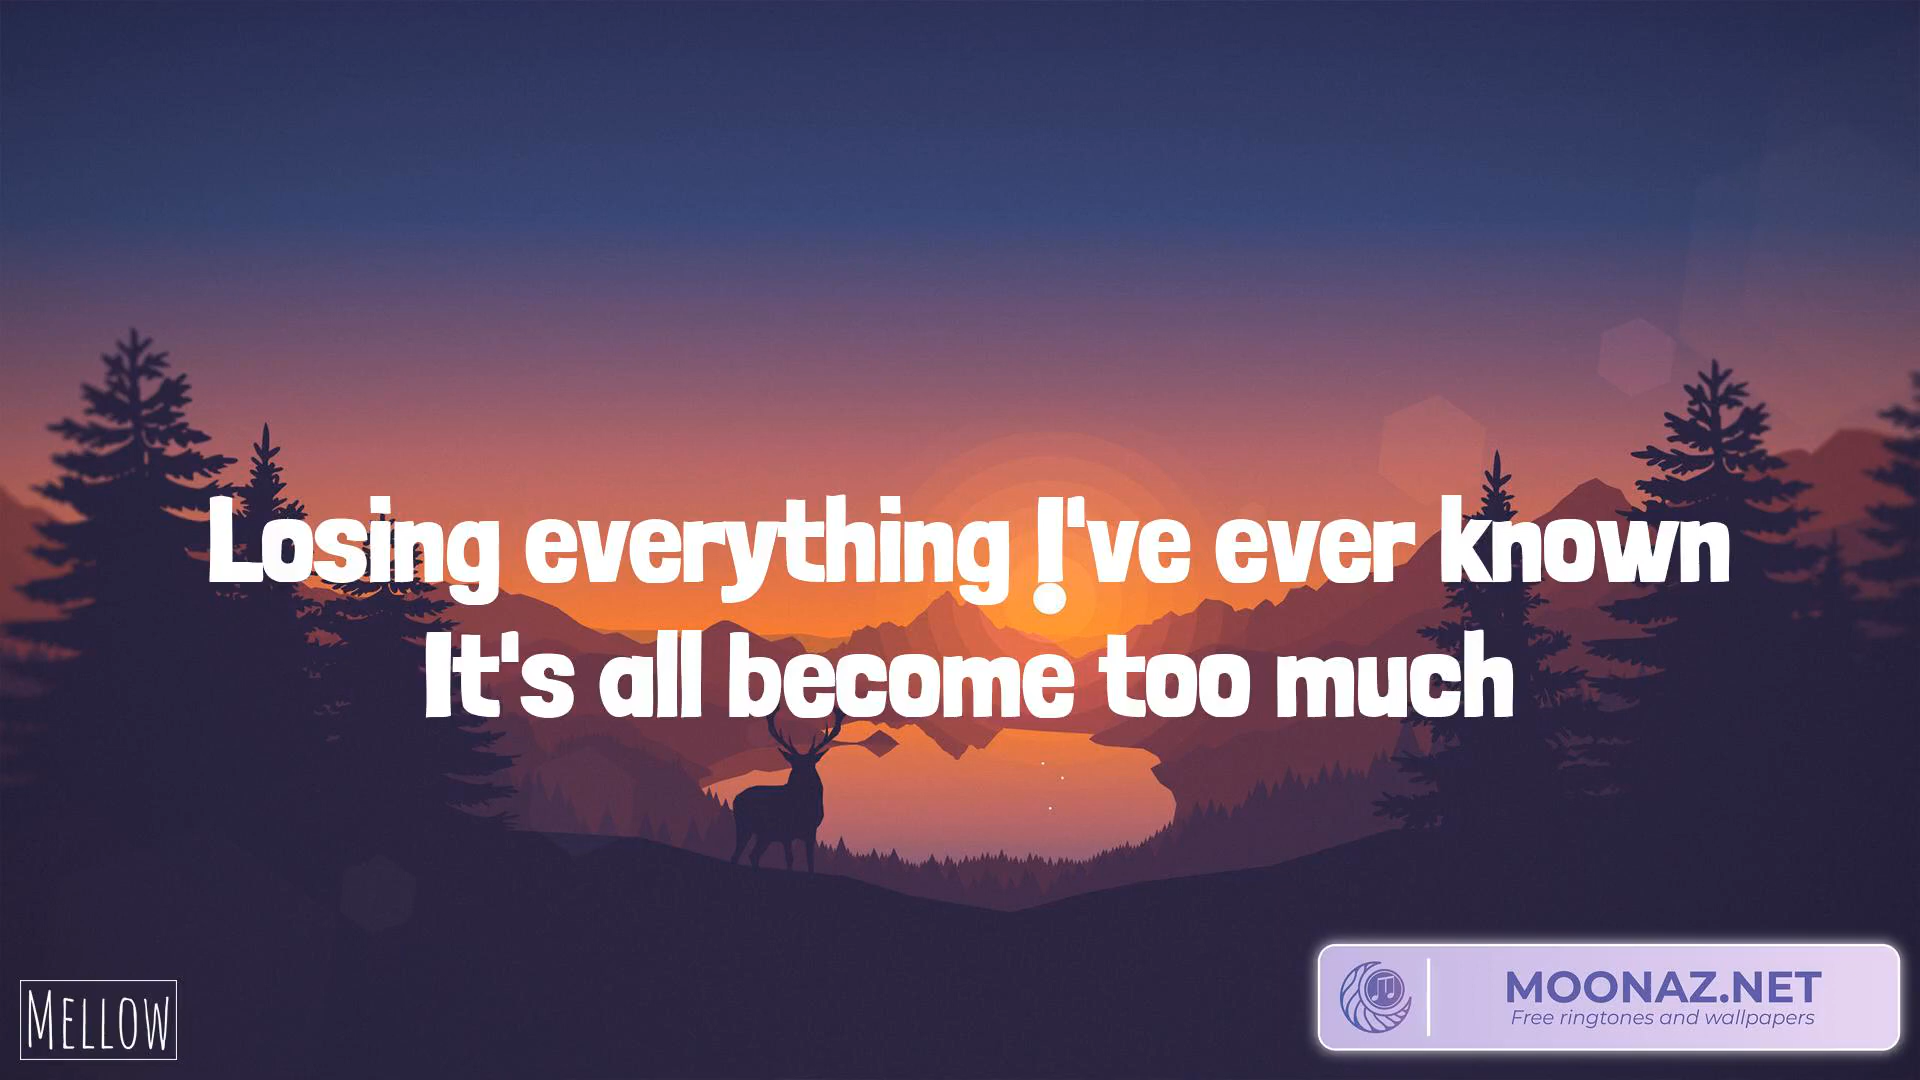 Losing everything I've ever known
It's all become too much
MELLOW
MOONAZ.NET
Free ringtones and wallpapers